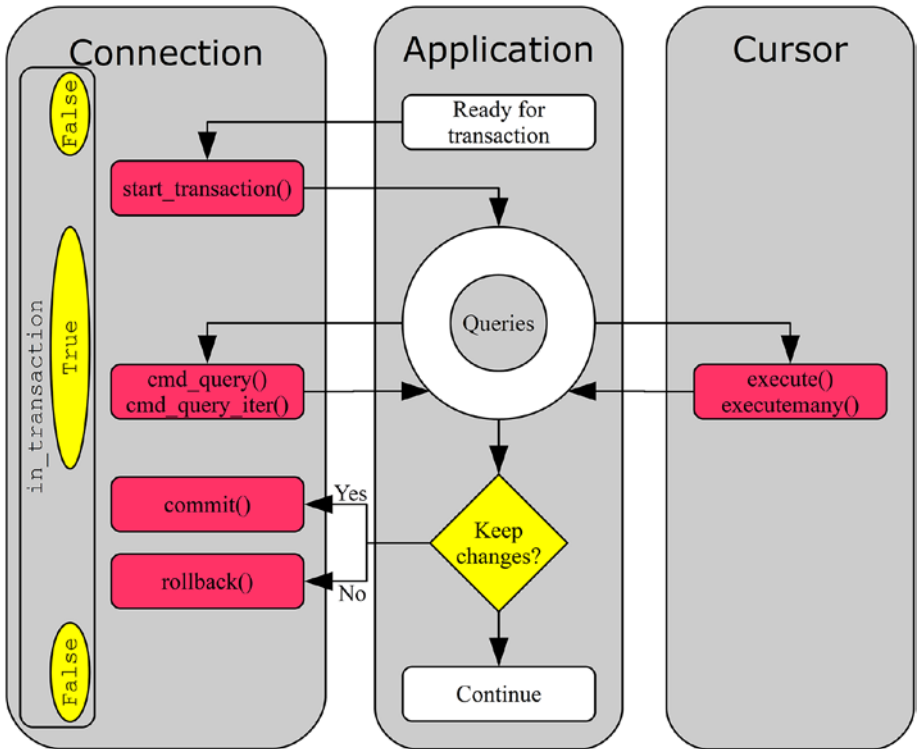 Connection
Application
Cursor
in_transaction
False
True
False
Ready for
transaction
start_transaction()
Queries
cmd_query()
cmd_query_iter()
execute()
executemany()
commit()
Yes
Keep
changes?
rollback()
No
Continue